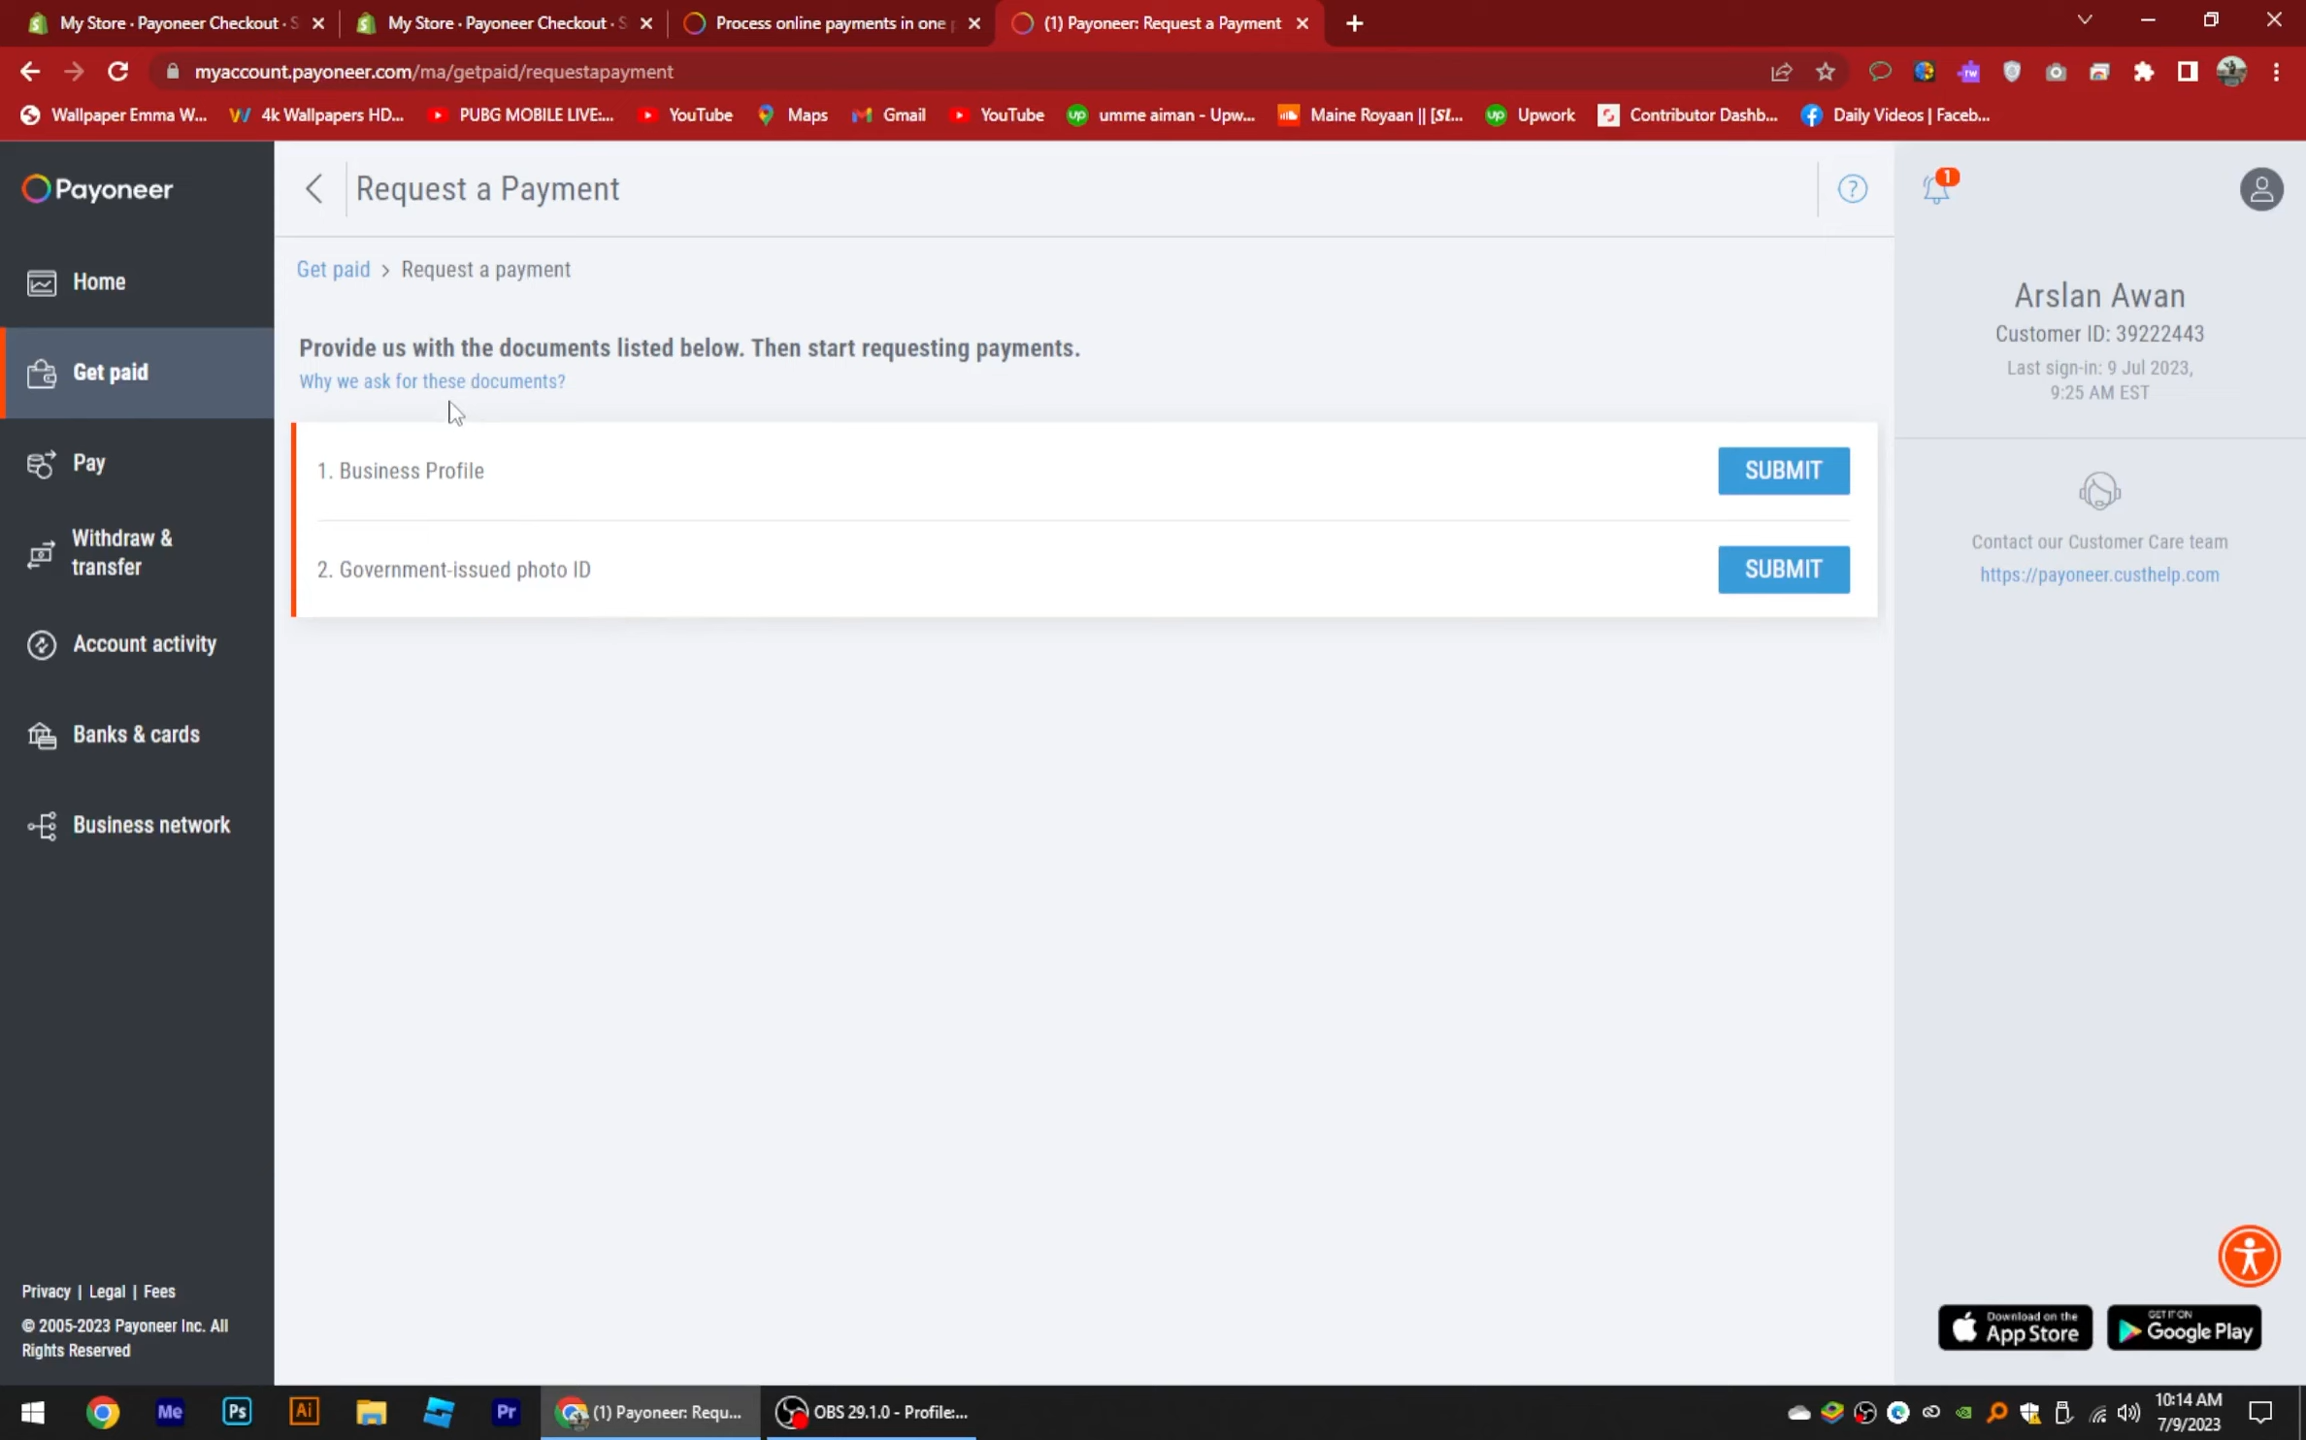 My Store · Payoneer Checkout · S
My Store · Payoneer Checkout · S
Process online payments in one p
(1) Payoneer: Request a Payment
myaccount.payoneer.com/ma/getpaid/requestapayment
Wallpaper Emma W...
4k Wallpapers HD...
PUBG MOBILE LIVE:...
YouTube
Maps
Gmail
YouTube
umme aiman - Upw...
Maine Royaan || [Sl...
Upwork
Contributor Dashb...
Daily Videos | Faceb...
Payoneer
Home
Get paid
Pay
Withdraw &
transfer
Account activity
Banks & cards
Business network
Privacy | Legal | Fees
© 2005-2023 Payoneer Inc. All
Rights Reserved
Request a Payment
Get paid > Request a payment
Provide us with the documents listed below. Then start requesting payments.
Why we ask for these documents?
1. Business Profile
SUBMIT
2. Government-issued photo ID
SUBMIT
1
Arslan Awan
Customer ID: 39222443
Last sign-in: 9 Jul 2023,
9:25 AM EST
Contact our Customer Care team
https://payoneer.custhelp.com
Download on the
App Store
GET IT ON
Google Play
Me
Ps
Ai
Pr
(1) Payoneer: Requ...
OBS 29.1.0 - Profile:...
10:14 AM
7/9/2023